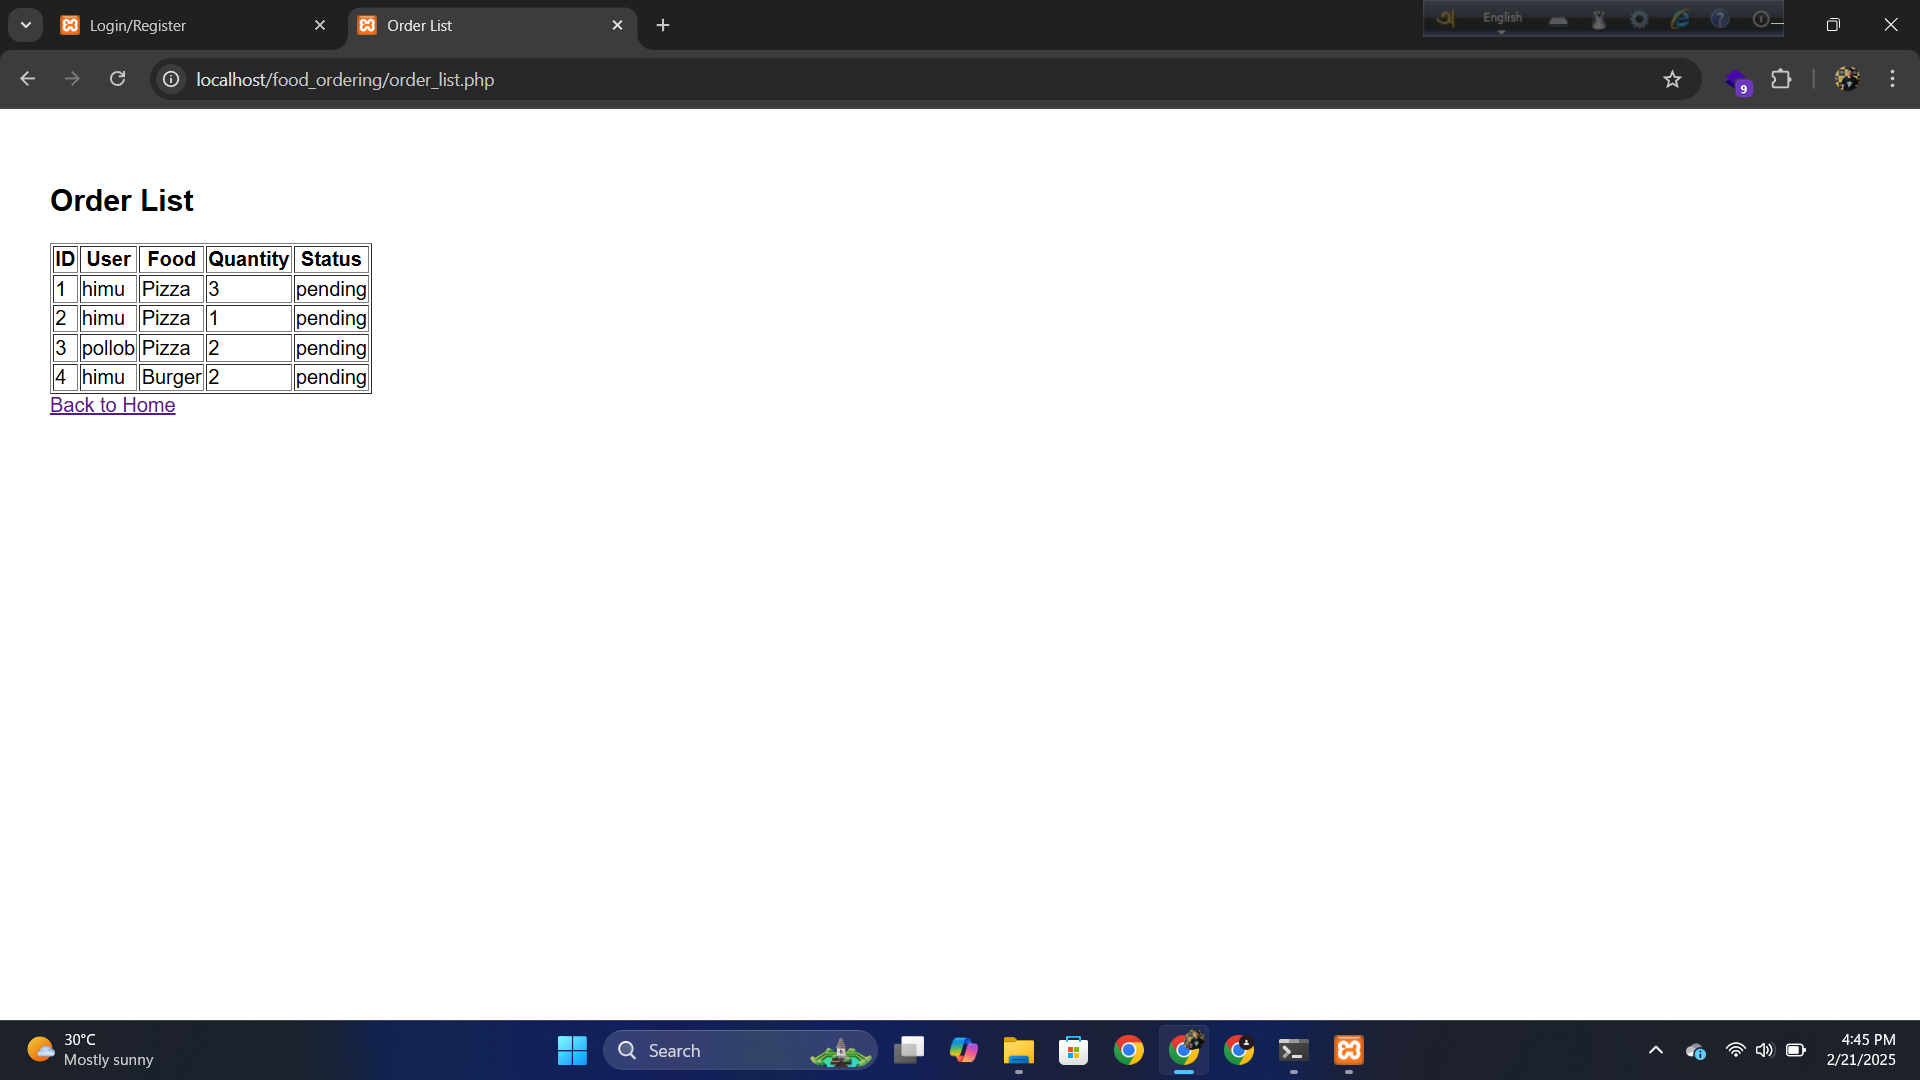 Login/Register
Order List
অ English
localhost/food_ordering/order_list.php
9
Order List
ID User Food Quantity Status
1 himu Pizza 3 pending
2 himu Pizza 1 pending
3 pollob Pizza 2 pending
4 himu Burger 2 pending
Back to Home
30°C
Mostly sunny
Search
4:45 PM
2/21/2025